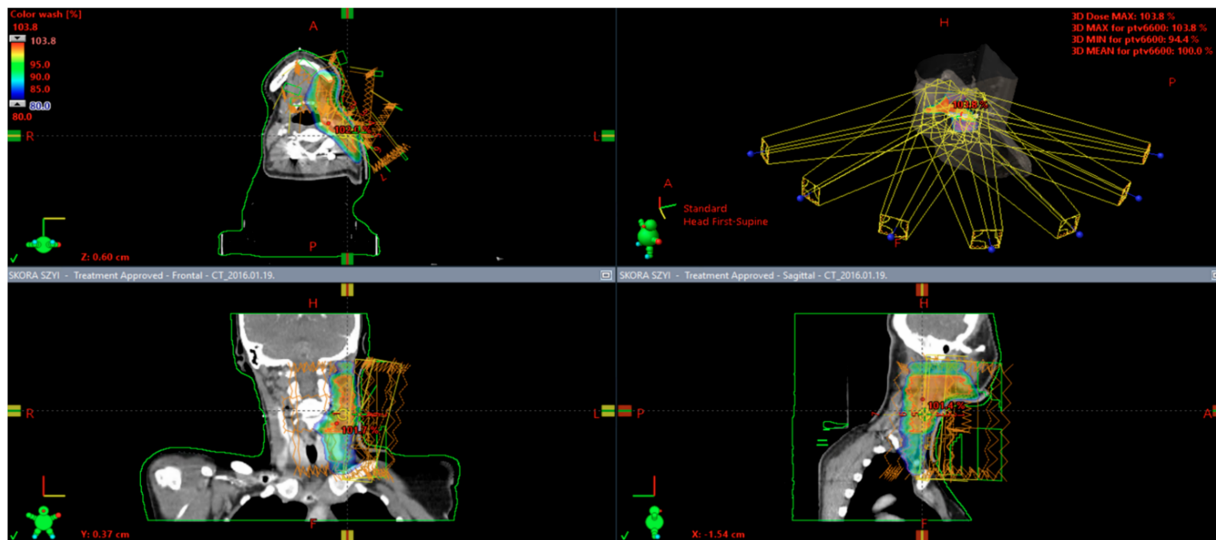 Color wash [%]
103.8
103.8
95.0
90.0
85.0
80.0
80.0
A
R
L
P
L
Z: 0.60 cm
H
3D Dose MAX: 103.8 %
3D MAX for ptv6600: 103.8 %
3D MIN for ptv6600: 94.4 %
3D MEAN for ptv6600: 100.0 %
A
Standard
Head First-Supine
F
SKORA SZYI - Treatment Approved - Frontal - CT_2016.01.19.
H
R
L
F
Y: 0.37 cm
SKORA SZYI - Treatment Approved - Sagittal - CT_2016.01.19.
H
P
101.4 %
A
F
X: -1.54 cm